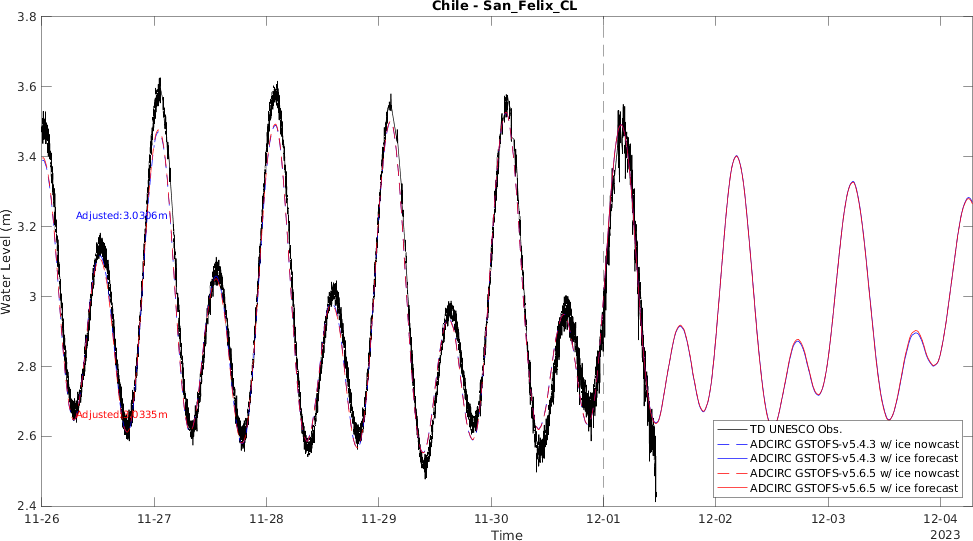 Chile - San_Felix_CL
3.8
3.6
3.4
3.2
3
2.8
2.6
2.4
Water Level (m)
Adjusted:3.0306m
Adjusted:3.0335m
TD UNESCO Obs.
ADCIRC GSTOFS-v5.4.3 w/ ice nowcast
ADCIRC GSTOFS-v5.4.3 w/ ice forecast
ADCIRC GSTOFS-v5.6.5 w/ ice nowcast
ADCIRC GSTOFS-v5.6.5 w/ ice forecast
11-26 11-27 11-28 11-29 11-30 12-01 12-02 12-03 12-04
Time
2023